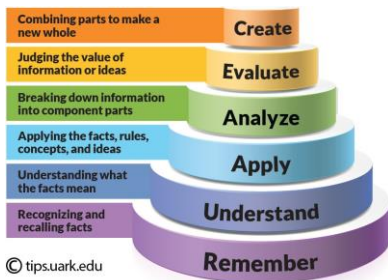 Combining parts to make a
new whole
Create
Judging the value of
information or ideas
Evaluate
Breaking down information
into component parts
Analyze
Applying the facts, rules,
concepts, and ideas
Apply
Understanding what
the facts mean
Understand
Recognizing and
recalling facts
Remember
© tips.uark.edu